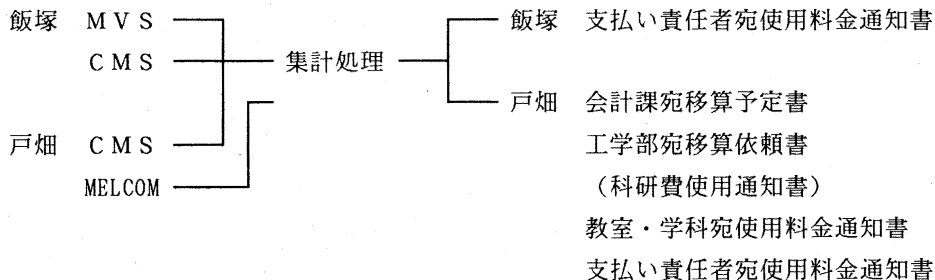 飯塚 MVS 飯塚 支払い責任者宛使用料金通知書
CMS 集計処理
戸畑 会計課宛移算予定書
戸畑 CMS 工学部宛移算依頼書
MELCOM （科研費使用通知書）
教室・学科宛使用料金通知書
支払い責任者宛使用料金通知書